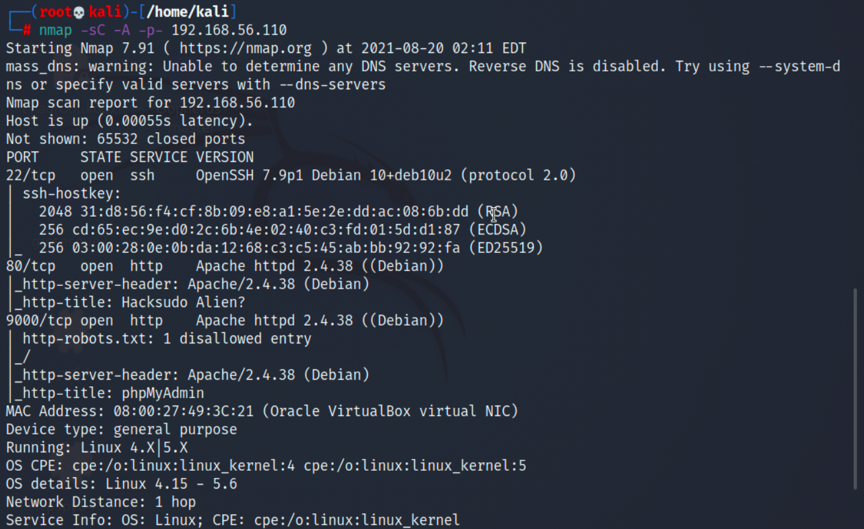 ┌──(root💀kali)-[/home/kali]
└─# nmap -sC -A -p- 192.168.56.110
Starting Nmap 7.91 ( https://nmap.org ) at 2021-08-20 02:11 EDT
mass_dns: warning: Unable to determine any DNS servers. Reverse DNS is disabled. Try using --system-d
ns or specify valid servers with --dns-servers
Nmap scan report for 192.168.56.110
Host is up (0.00055s latency).
Not shown: 65532 closed ports
PORT     STATE SERVICE VERSION
22/tcp   open  ssh     OpenSSH 7.9p1 Debian 10+deb10u2 (protocol 2.0)
| ssh-hostkey:
|   2048 31:d8:56:f4:cf:8b:09:e8:a1:5e:2e:dd:ac:08:6b:dd (RSA)
|   256 cd:65:ec:9e:d0:2c:6b:4e:02:40:c3:fd:01:5d:d1:87 (ECDSA)
|_  256 03:00:28:0e:0b:da:12:68:c3:c5:45:ab:bb:92:92:fa (ED25519)
80/tcp   open  http    Apache httpd 2.4.38 ((Debian))
|_http-server-header: Apache/2.4.38 (Debian)
|_http-title: Hacksudo Alien?
9000/tcp open  http    Apache httpd 2.4.38 ((Debian))
| http-robots.txt: 1 disallowed entry
|_/
|_http-server-header: Apache/2.4.38 (Debian)
|_http-title: phpMyAdmin
MAC Address: 08:00:27:49:3C:21 (Oracle VirtualBox virtual NIC)
Device type: general purpose
Running: Linux 4.X|5.X
OS CPE: cpe:/o:linux:linux_kernel:4 cpe:/o:linux:linux_kernel:5
OS details: Linux 4.15 - 5.6
Network Distance: 1 hop
Service Info: OS: Linux; CPE: cpe:/o:linux:linux_kernel